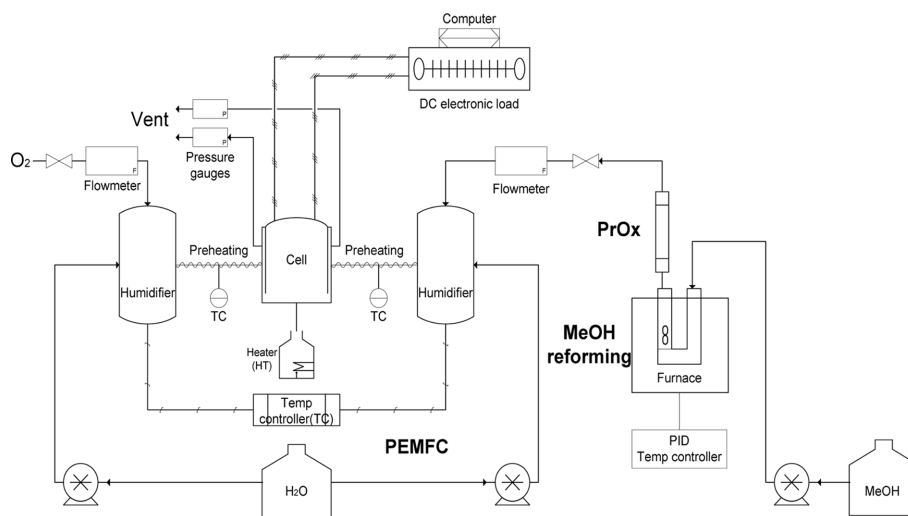 Computer
DC electronic load
Vent
P
P
Pressure
gauges
O₂
F
Flowmeter
F
Flowmeter
PrOx
Preheating
Preheating
Cell
Humidifier
Humidifier
TC
TC
MeOH
reforming
Furnace
Heater
(HT)
Temp
controller(TC)
PEMFC
PID
Temp controller
H₂O
MeOH